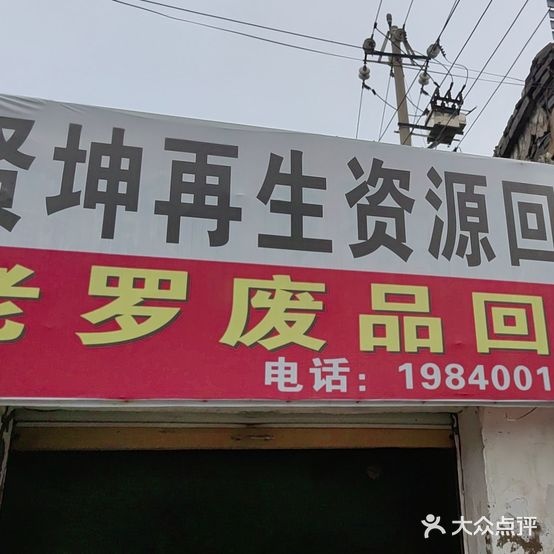 贤坤再生资源回
老罗废品回
电话：1984001
大众点评